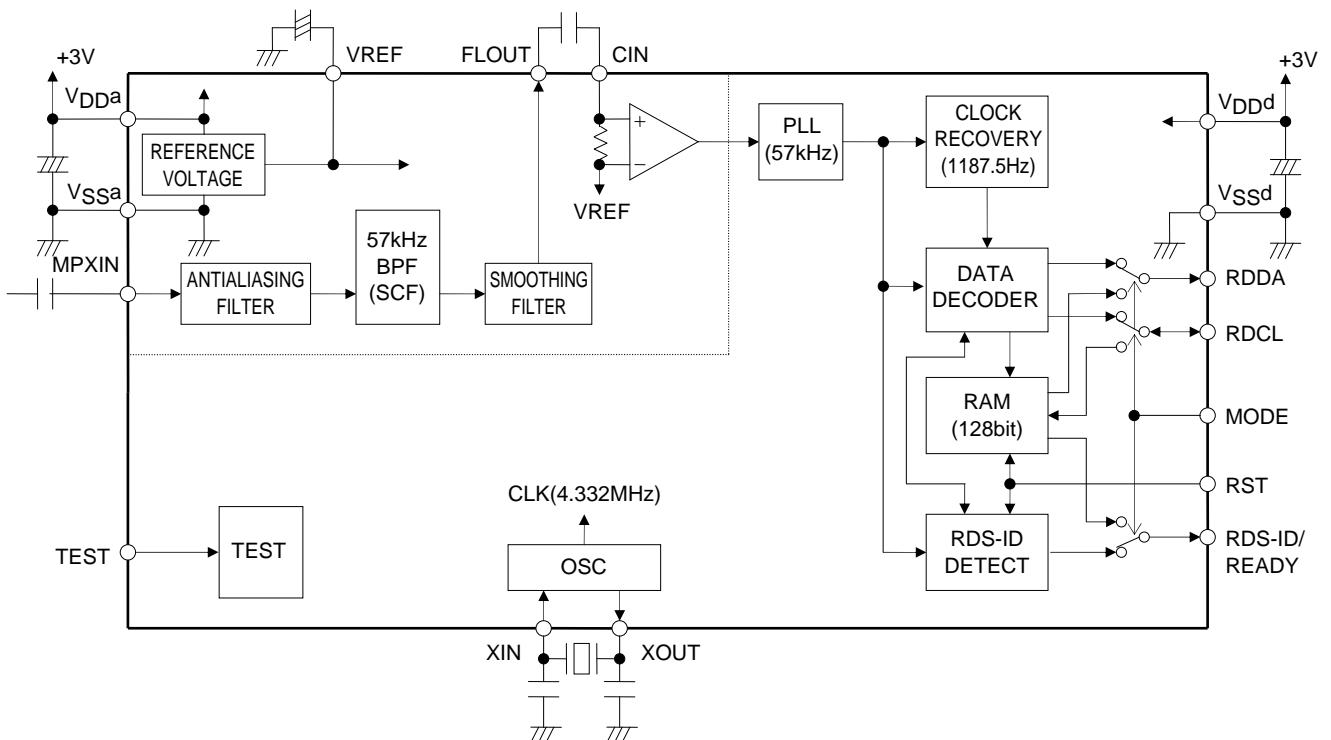 +3V
VDDa
VREF
FLOUT
CIN
+3V
VDDd
REFERENCE
VOLTAGE
+
−
VREF
PLL
(57kHz)
CLOCK
RECOVERY
(1187.5Hz)
VSSa
VSSd
MPXIN
ANTIALIASING
FILTER
57kHz
BPF
(SCF)
SMOOTHING
FILTER
DATA
DECODER
RDDA
RDCL
RAM
(128bit)
MODE
CLK(4.332MHz)
RST
TEST
TEST
OSC
RDS-ID
DETECT
RDS-ID/
READY
XIN
XOUT